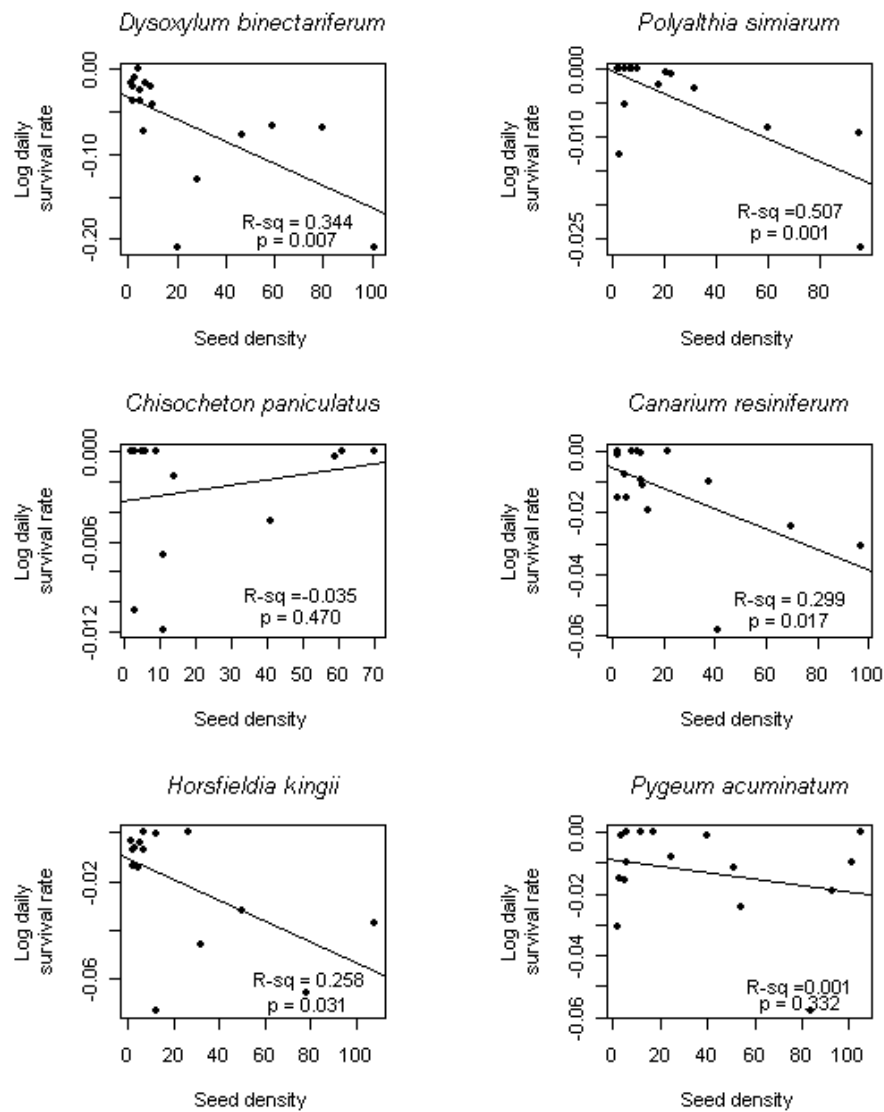 Dysoxylum binectariferum
Log daily
survival rate
0.00
-0.10
-0.20
R-sq = 0.344
p = 0.007
0 20 40 60 80 100
Seed density
Polyalthia simiarum
Log daily
survival rate
0.000
-0.010
-0.025
R-sq =0.507
p = 0.001
0 20 40 60 80
Seed density
Chisocheton paniculatus
Log daily
survival rate
0.000
-0.006
-0.012
R-sq =-0.035
p = 0.470
0 10 20 30 40 50 60 70
Seed density
Canarium resiniferum
Log daily
survival rate
0.00
-0.02
-0.04
-0.06
R-sq = 0.299
p = 0.017
0 20 40 60 80 100
Seed density
Horsfieldia kingii
Log daily
survival rate
-0.02
-0.06
R-sq = 0.258
p = 0.031
0 20 40 60 80 100
Seed density
Pygeum acuminatum
Log daily
survival rate
0.00
-0.02
-0.04
-0.06
R-sq =0.001
p = 0.332
0 20 40 60 80 100
Seed density